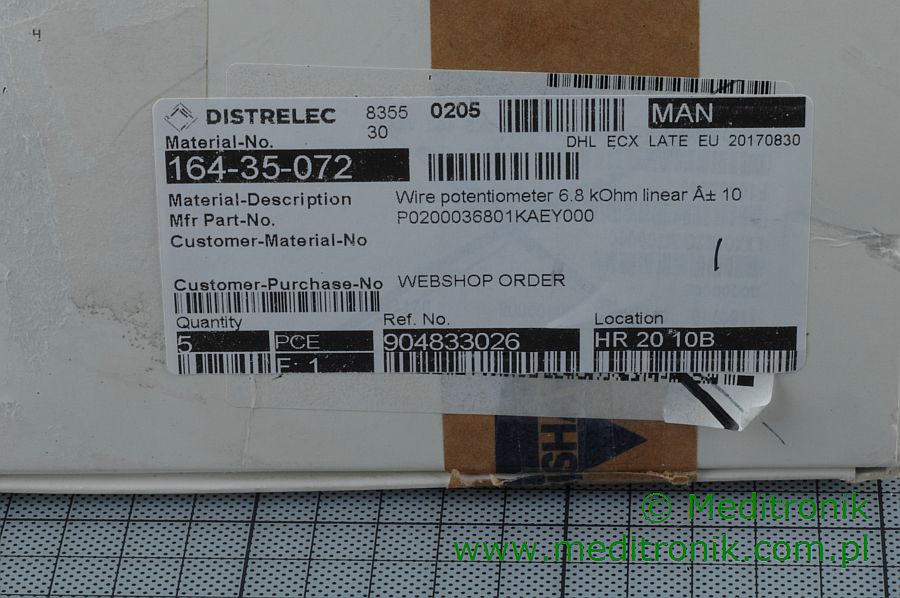 DISTRELEC 8355 0205 MAN
30
DHL ECX LATE EU 20170830
Material-No.
164-35-072
Material-Description Wire potentiometer 6.8 kOhm linear Â± 10
Mfr Part-No. P0200036801KAEY000
Customer-Material-No
Customer-Purchase-No WEBSHOP ORDER
Quantity Ref. No. Location
5 PCE 904833026 HR 20 10B
F: 1
© Meditronik
www.meditronik.com.pl